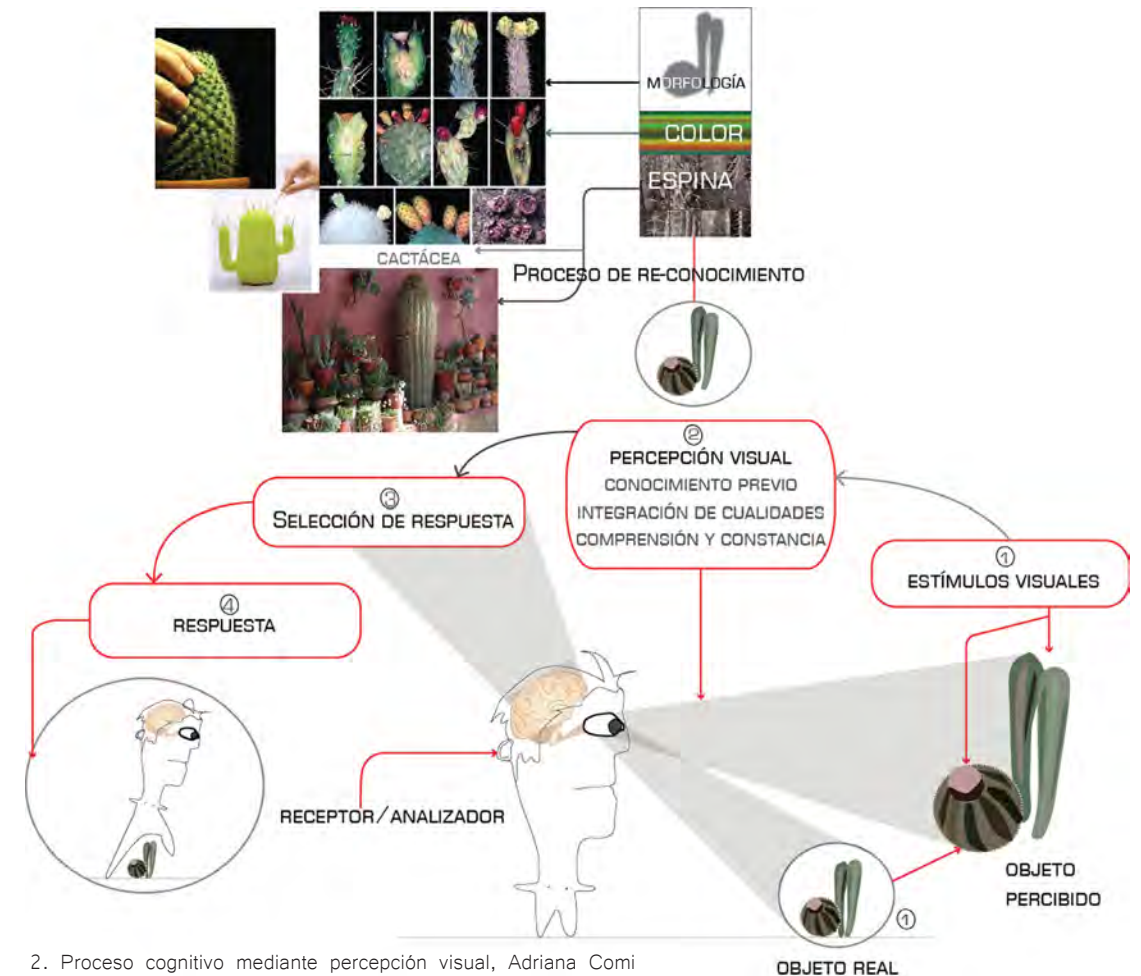 MORFOLOGÍA
COLOR
ESPINA
CACTÁCEA
PROCESO DE RE-CONOCIMIENTO
②
PERCEPCIÓN VISUAL
CONOCIMIENTO PREVIO
INTEGRACIÓN DE CUALIDADES
COMPRENSIÓN Y CONSTANCIA
③
SELECCIÓN DE RESPUESTA
①
ESTÍMULOS VISUALES
④
RESPUESTA
RECEPTOR/ANALIZADOR
OBJETO
PERCIBIDO
①
OBJETO REAL
2. Proceso cognitivo mediante percepción visual, Adriana Comi